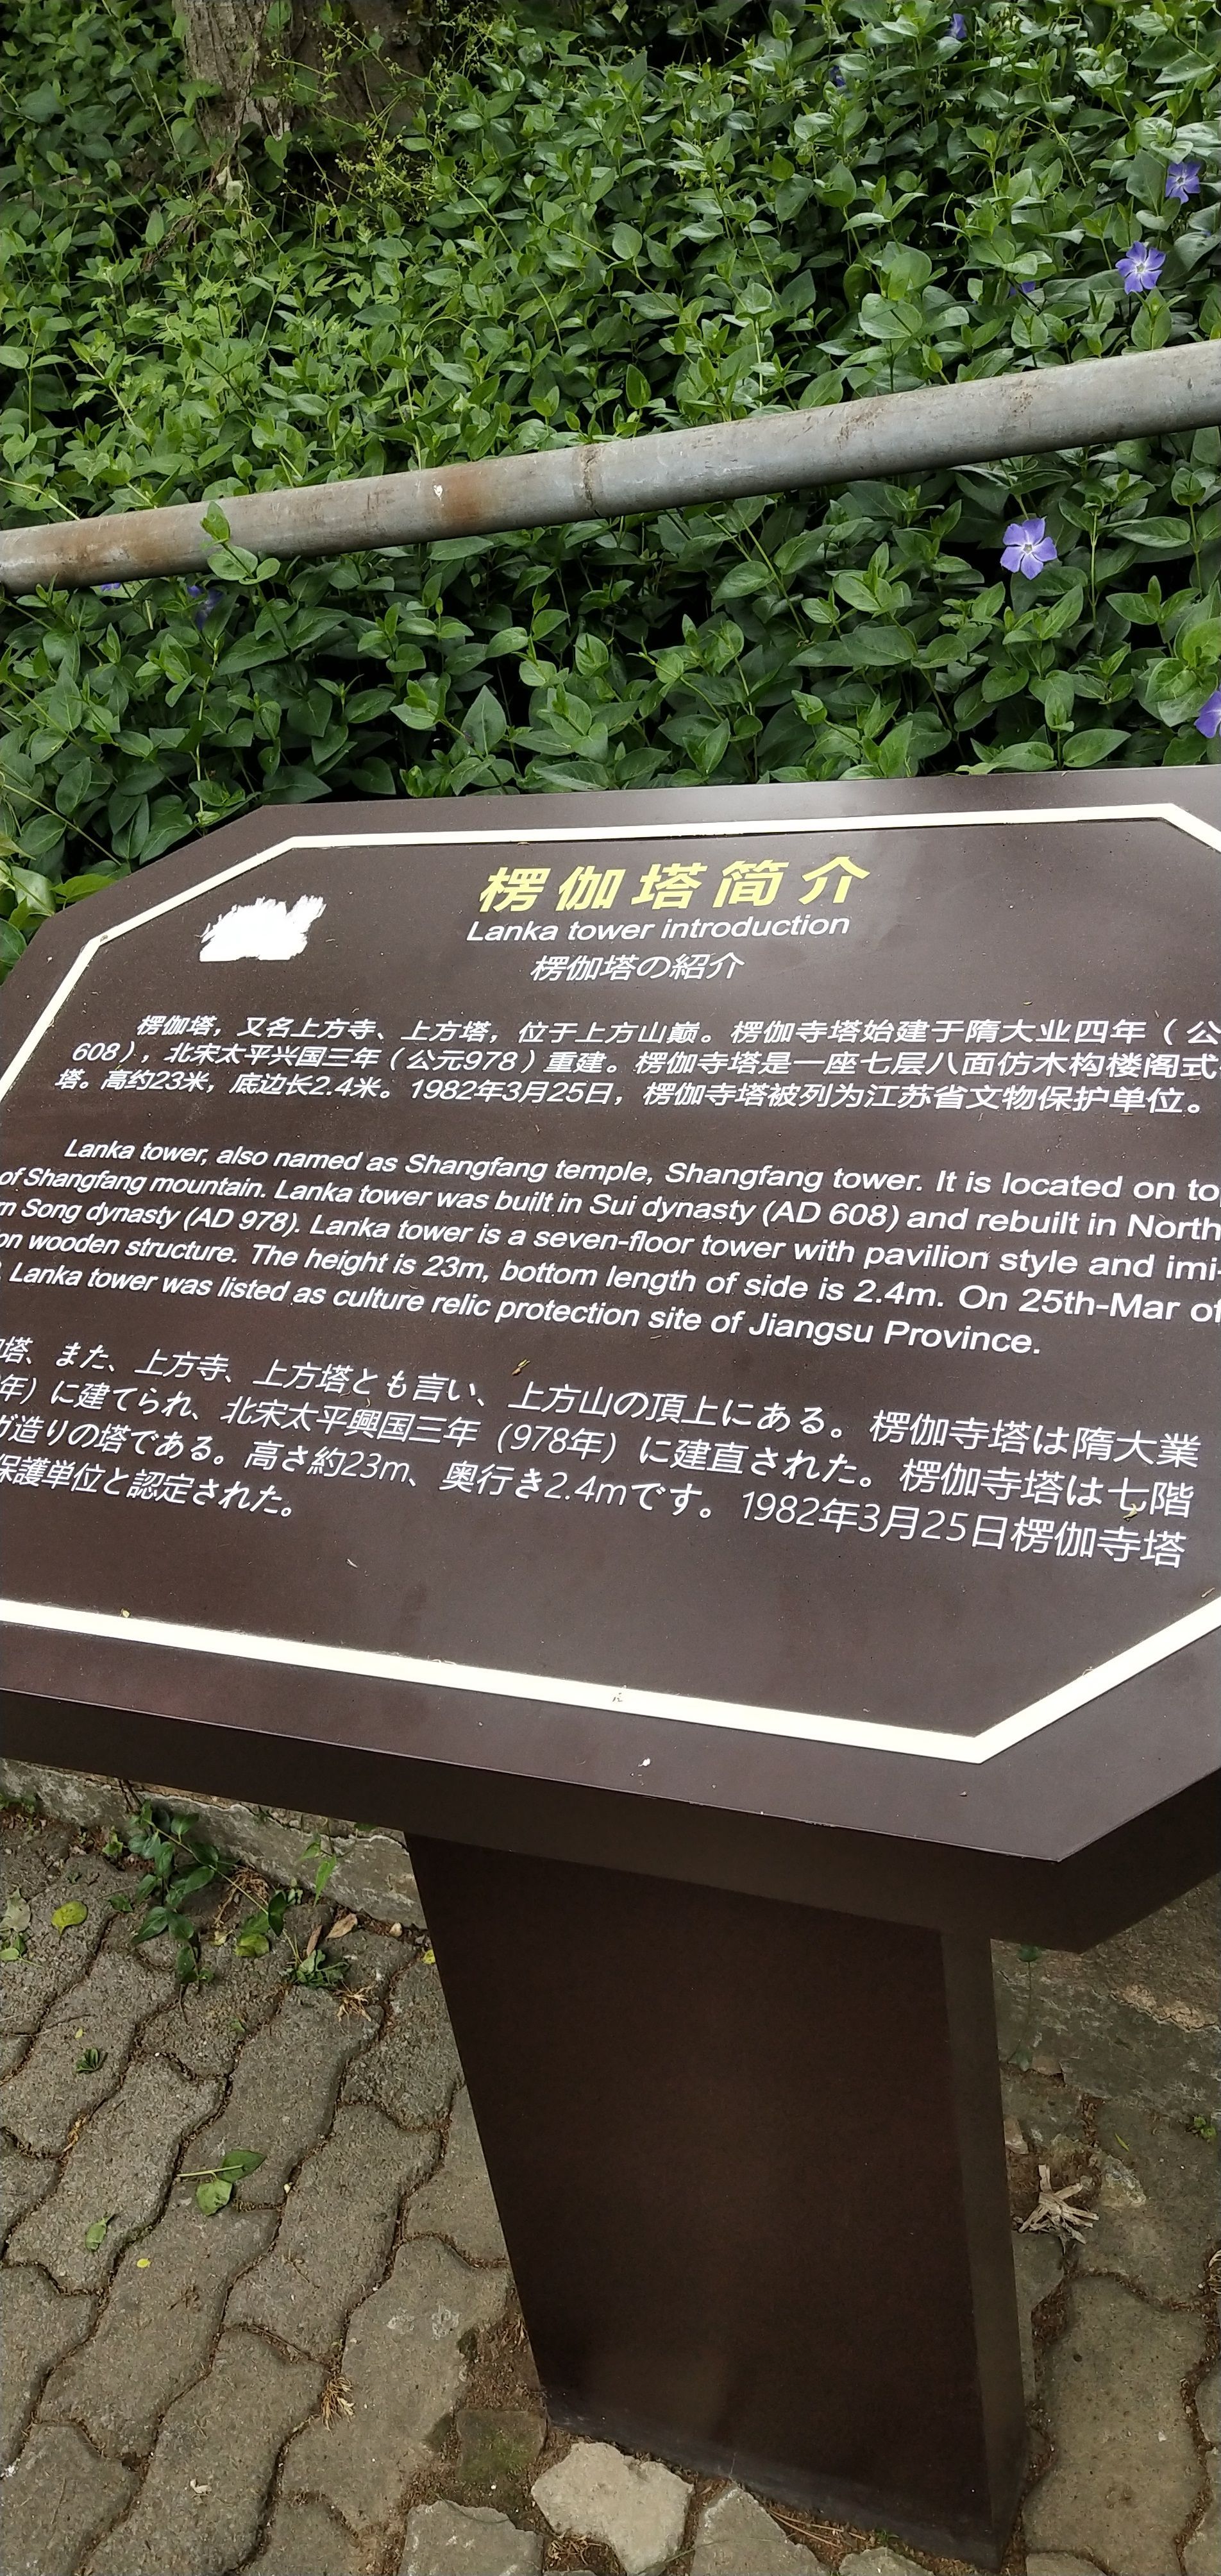 楞伽塔简介
Lanka tower introduction
楞伽塔の紹介
楞伽塔，又名上方寺、上方塔，位于上方山巅。楞伽寺塔始建于隋大业四年（公
608），北宋太平兴国三年（公元978）重建。楞伽寺塔是一座七层八面仿木构楼阁式
塔。高约23米，底边长2.4米。1982年3月25日，楞伽寺塔被列为江苏省文物保护单位。
Lanka tower, also named as Shangfang temple, Shangfang tower. It is located on to
of Shangfang mountain. Lanka tower was built in Sui dynasty (AD 608) and rebuilt in North
rn Song dynasty (AD 978). Lanka tower is a seven-floor tower with pavilion style and imi-
on wooden structure. The height is 23m, bottom length of side is 2.4m. On 25th-Mar of
, Lanka tower was listed as culture relic protection site of Jiangsu Province.
塔、また、上方寺、上方塔とも言い、上方山の頂上にある。楞伽寺塔は隋大業
年）に建てられ、北宋太平興国三年（978年）に建直された。楞伽寺塔は七階
ガ造りの塔である。高さ約23m、奥行き2.4mです。1982年3月25日楞伽寺塔
保護単位と認定された。